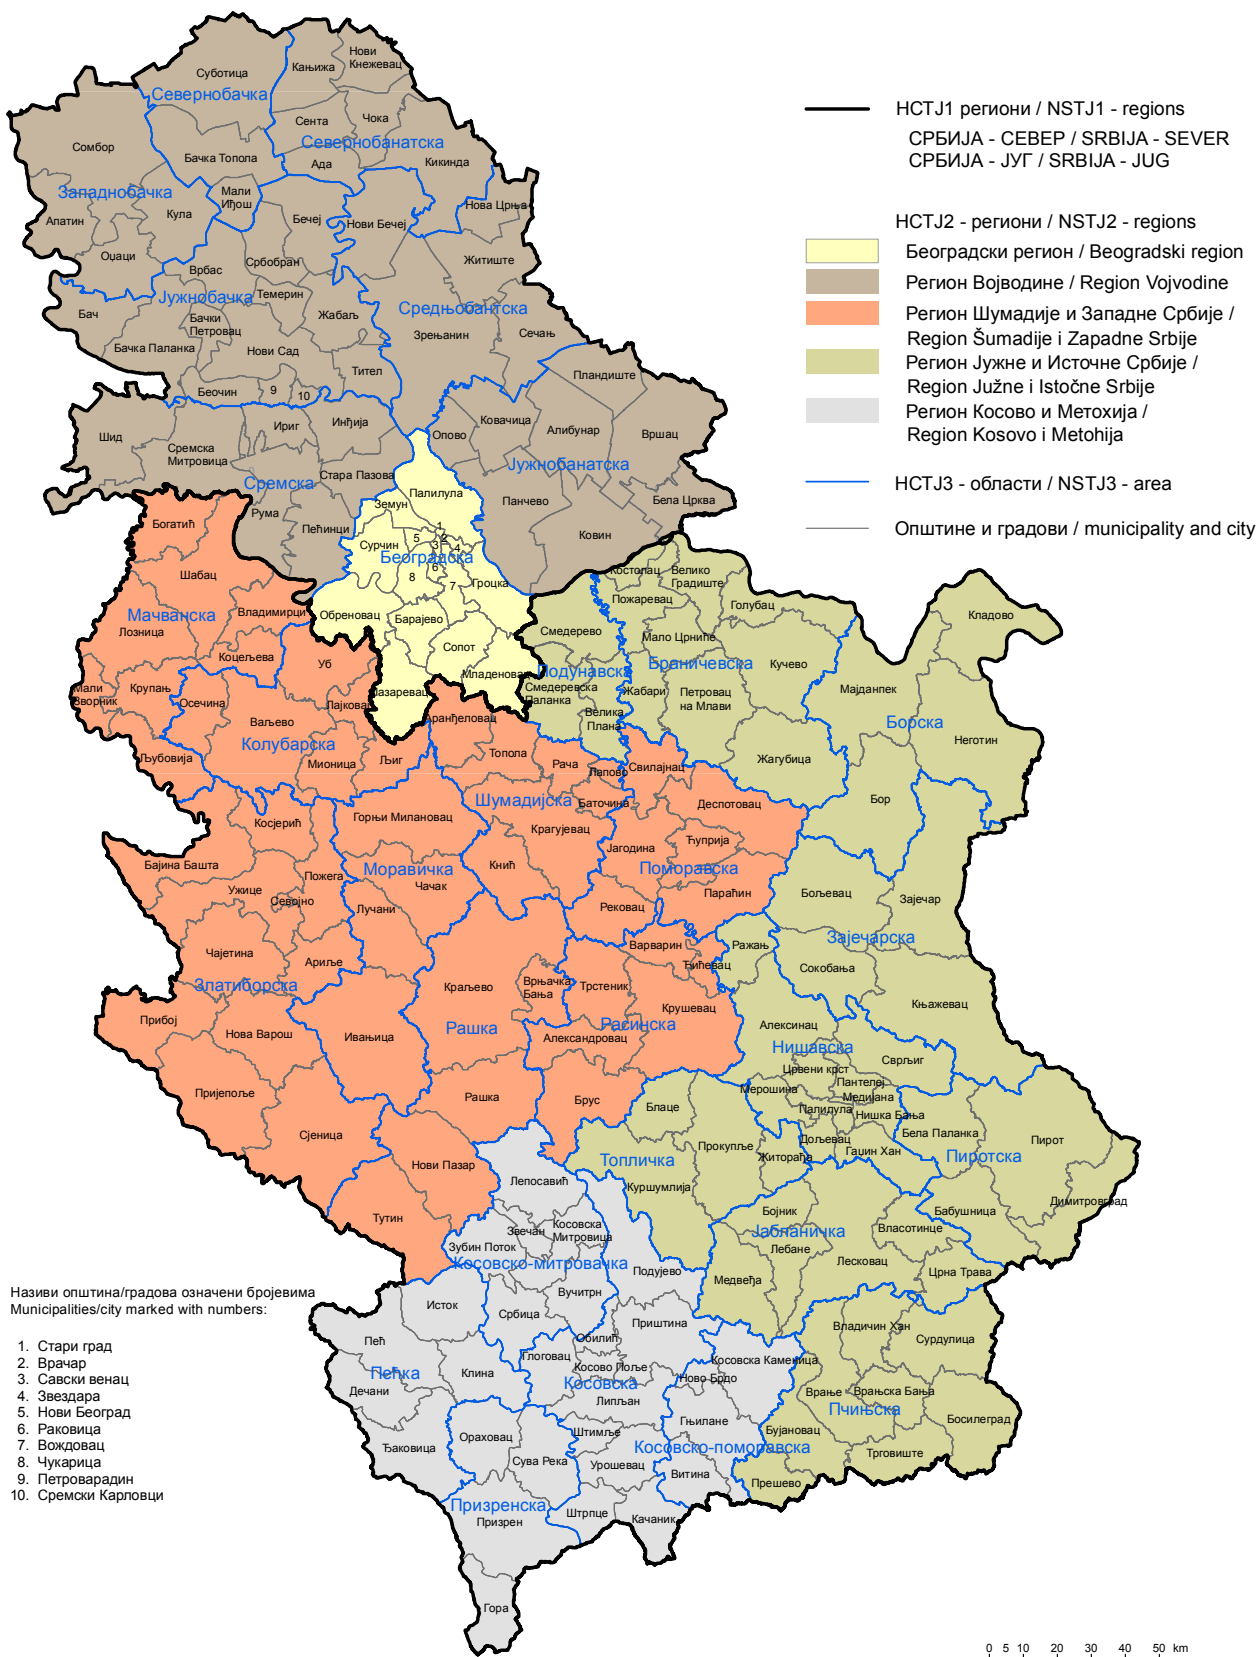 НСТЈ1 региони / NSTJ1 - regions
СРБИЈА - СЕВЕР / SRBIJA - SEVER
СРБИЈА - ЈУГ / SRBIJA - JUG
НСТЈ2 - региони / NSTJ2 - regions
Београдски регион / Beogradski region
Регион Војводине / Region Vojvodine
Регион Шумадије и Западне Србије /
Region Šumadije i Zapadne Srbije
Регион Јужне и Источне Србије /
Region Južne i Istočne Srbije
Регион Косово и Метохија /
Region Kosovo i Metohija
НСТЈ3 - области / NSTJ3 - area
Општине и градови / municipality and city
Нови
Кнежевац
Кањижа
Суботица
Севернобачка
Сента
Чока
Севернобанатска
Сомбор
Бачка Топола
Ада
Кикинда
Западнобачка
Мали
Иђош
Апатин
Кула
Бечеј
Нови Бечеј
Нова Црња
Оџаци
Врбас
Србобран
Житиште
Јужнобачка
Темерин
Бач
Бачки
Петровац
Жабаљ
Средњобантска
Зрењанин
Сечањ
Бачка Паланка
Нови Сад
Тител
Пландиште
Беочин
9
10
Шид
Сремска
Митровица
Ириг
Инђија
Опово
Ковачица
Алибунар
Вршац
Јужнобанатска
Стара Пазова
Сремска
Панчево
Бела Црква
Рума
Пећинци
Ковин
Палилула
Земун
Сурчин
1
2
3
4
5
6
7
8
Београдска
Гроцка
Обреновац
Барајево
Сопот
Младеновац
Лазаревац
Богатић
Шабац
Мачванска
Владимирци
Лозница
Коцељева
Уб
Мали
Зворник
Крупањ
Осечина
Ваљево
Лајковац
Колубарска
Мионица
Љиг
Љубовија
Костолац
Велико
Градиште
Пожаревац
Голубац
Кладово
Смедерево
Мало Црниће
Подунавска
Браничевска
Кучево
Смедеревска
Паланка
Жабари
Петровац
на Млави
Мајданпек
Велика
Плана
Борска
Неготин
Жагубица
Бор
Аранђеловац
Топола
Рача
Лапово
Свилајнац
Шумадијска
Баточина
Деспотовац
Крагујевац
Кнић
Јагодина
Ћуприја
Поморавска
Параћин
Рековац
Косјерић
Горњи Милановац
Бајина Башта
Моравичка
Пожега
Ужице
Чачак
Севојно
Лучани
Чајетина
Ариље
Златиборска
Бољевац
Зајечар
Зајечарска
Сокобања
Књажевац
Варварин
Ћићевац
Ражањ
Краљево
Врњачка
Бања
Трстеник
Крушевац
Расинска
Рашка
Александровац
Прибој
Нова Варош
Ивањица
Пријепоље
Рашка
Брус
Сјеница
Нови Пазар
Тутин
Алексинац
Нишавска
Сврљиг
Црвени крст
Пантелеј
Мерошина
Медијана
Палилула
Нишка Бања
Блаце
Прокупље
Дољевац
Гаџин Хан
Бела Паланка
Пирот
Пиротска
Житорађа
Топличка
Куршумлија
Димитровград
Бојник
Бабушница
Јабланичка
Власотинце
Лебане
Лесковац
Медвеђа
Црна Трава
Лепосавић
Звечан
Косовска
Митровица
Зубин Поток
Косовско-митровачка
Подујево
Вучитрн
Исток
Србица
Приштина
Пећ
Обилић
Глоговац
Косово Поље
Клина
Пећка
Дечани
Косовска
Косовска Каменица
Ново Брдо
Липљан
Гњилане
Ораховац
Штимље
Ђаковица
Сува Река
Урошевац
Косовско-поморавска
Витина
Призренска
Призрен
Штрпце
Качаник
Гора
Владичин Хан
Сурдулица
Врање
Врањска Бања
Пчињска
Босилеград
Бујановац
Трговиште
Прешево
Називи општина/градова означени бројевима
Municipalities/city marked with numbers:
1. Стари град
2. Врачар
3. Савски венац
4. Звездара
5. Нови Београд
6. Раковица
7. Вождовац
8. Чукарица
9. Петроварадин
10. Сремски Карловци
0 5 10 20 30 40 50 km